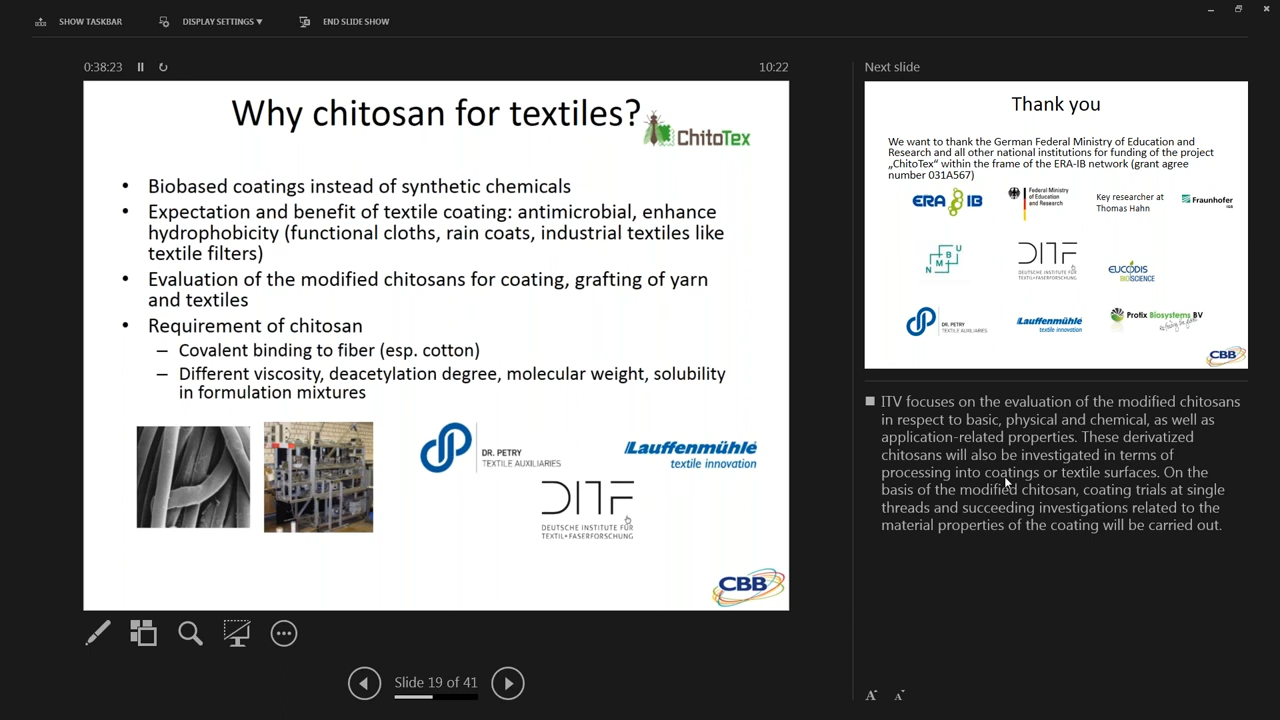 SHOW TASKBAR
DISPLAY SETTINGS ▼
END SLIDE SHOW
0:38:23
10:22
Why chitosan for textiles?
ChitoTex
• Biobased coatings instead of synthetic chemicals
• Expectation and benefit of textile coating: antimicrobial, enhance
hydrophobicity (functional cloths, rain coats, industrial textiles like
textile filters)
• Evaluation of the modified chitosans for coating, grafting of yarn
and textiles
• Requirement of chitosan
– Covalent binding to fiber (esp. cotton)
– Different viscosity, deacetylation degree, molecular weight, solubility
in formulation mixtures
DR. PETRY
TEXTILE AUXILIARIES
Lauffenmühle
textile innovation
DITF
DEUTSCHE INSTITUTE FÜR
TEXTIL+FASERFORSCHUNG
CBB
Slide 19 of 41
Next slide
Thank you
We want to thank the German Federal Ministry of Education and
Research and all other national institutions for funding of the project
„ChitoTex“ within the frame of the ERA-IB network (grant agree
number 031A567)
ERA IB
Federal Ministry
of Education
and Research
Key researcher at
Thomas Hahn
Fraunhofer
IGB
N M B U
DITF
DEUTSCHE INSTITUTE FÜR
TEXTIL+FASERFORSCHUNG
EUCODIS
BIOSCIENCE
DR. PETRY
TEXTILE AUXILIARIES
Lauffenmühle
textile innovation
Protix Biosystems BV
CBB
ITV focuses on the evaluation of the modified chitosans
in respect to basic, physical and chemical, as well as
application-related properties. These derivatized
chitosans will also be investigated in terms of
processing into coatings or textile surfaces. On the
basis of the modified chitosan, coating trials at single
threads and succeeding investigations related to the
material properties of the coating will be carried out.
A
A